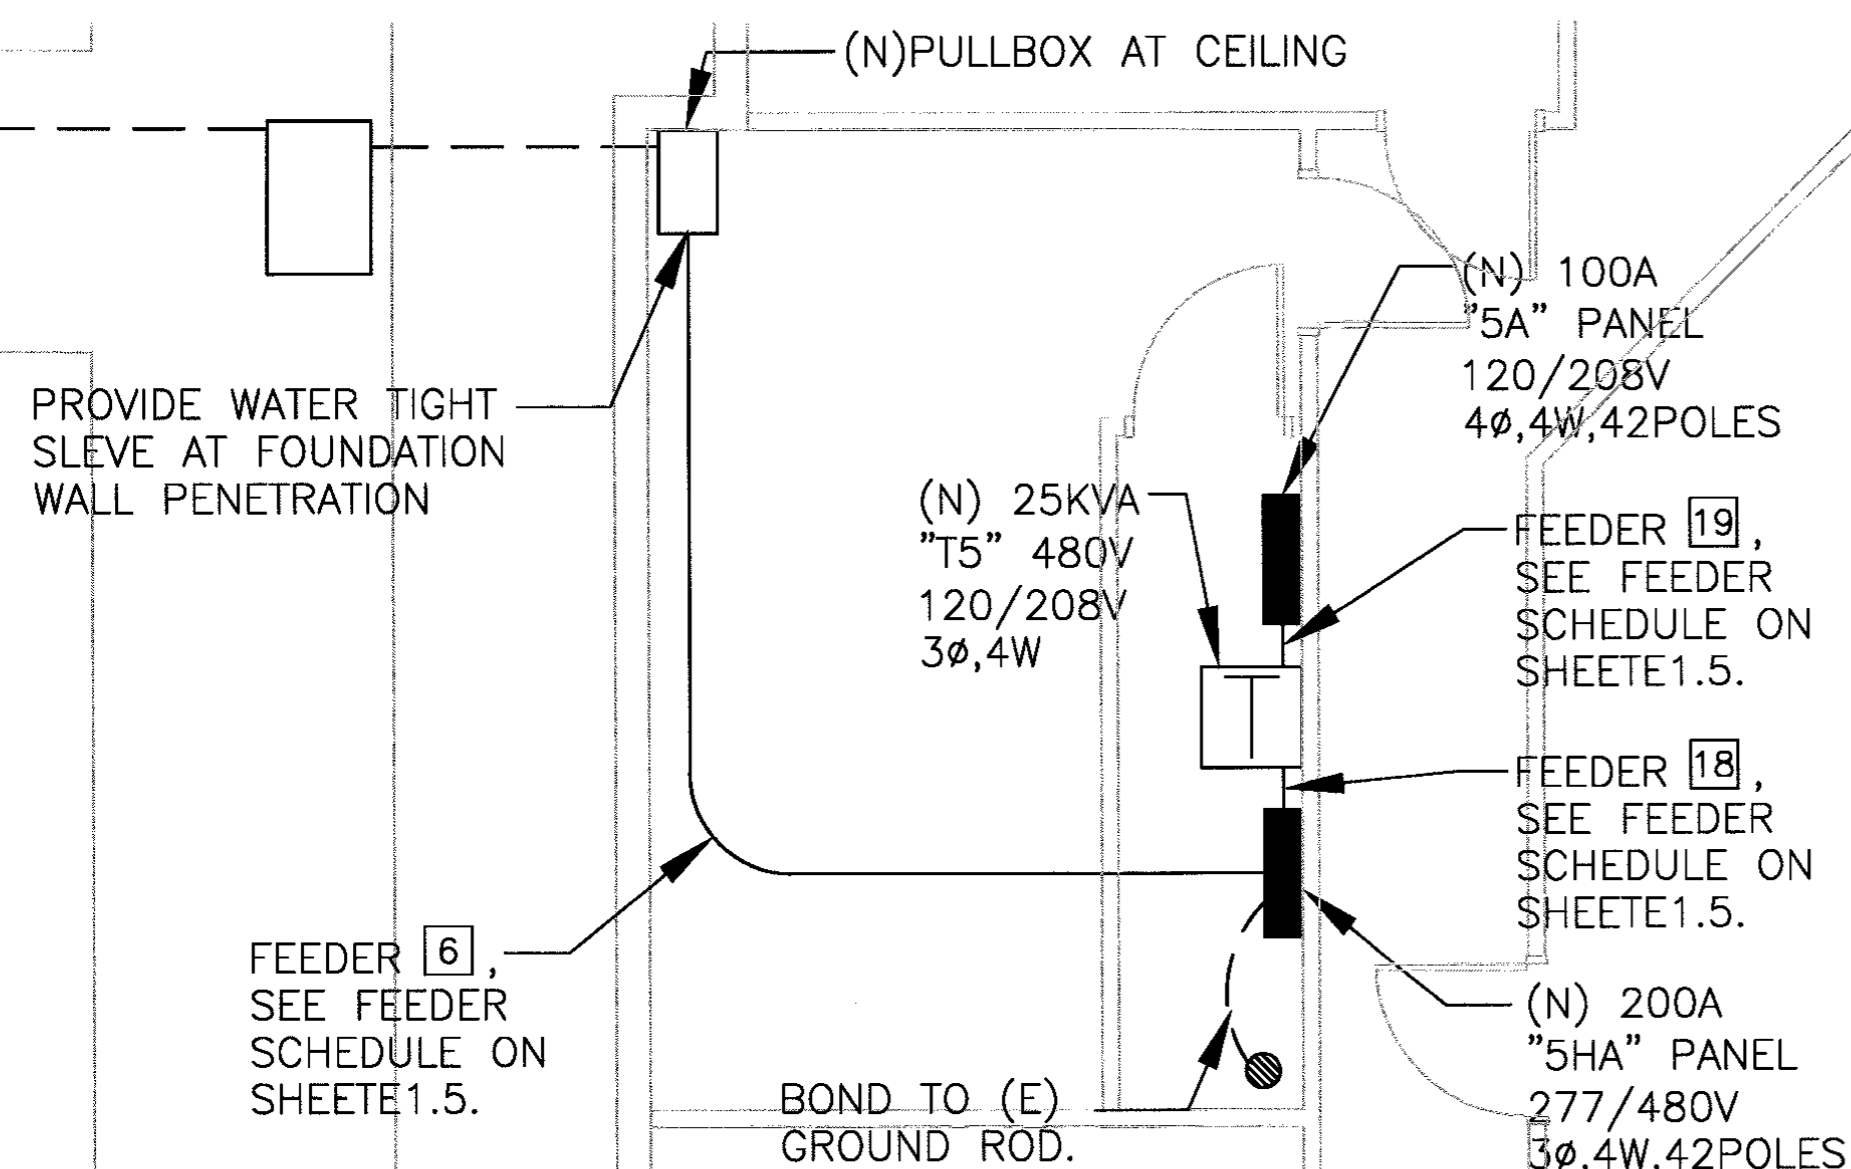 (N)PULLBOX AT CEILING
(N) 100A
"5A" PANEL
120/208V
4ø,4W,42POLES
PROVIDE WATER TIGHT
SLEVE AT FOUNDATION
WALL PENETRATION
(N) 25KVA
"T5" 480V
120/208V
3ø,4W
T
FEEDER 19,
SEE FEEDER
SCHEDULE ON
SHEETE1.5.
FEEDER 18,
SEE FEEDER
SCHEDULE ON
SHEETE1.5.
FEEDER 6,
SEE FEEDER
SCHEDULE ON
SHEETE1.5.
(N) 200A
"5HA" PANEL
277/480V
3ø,4W,42POLES
BOND TO (E)
GROUND ROD.